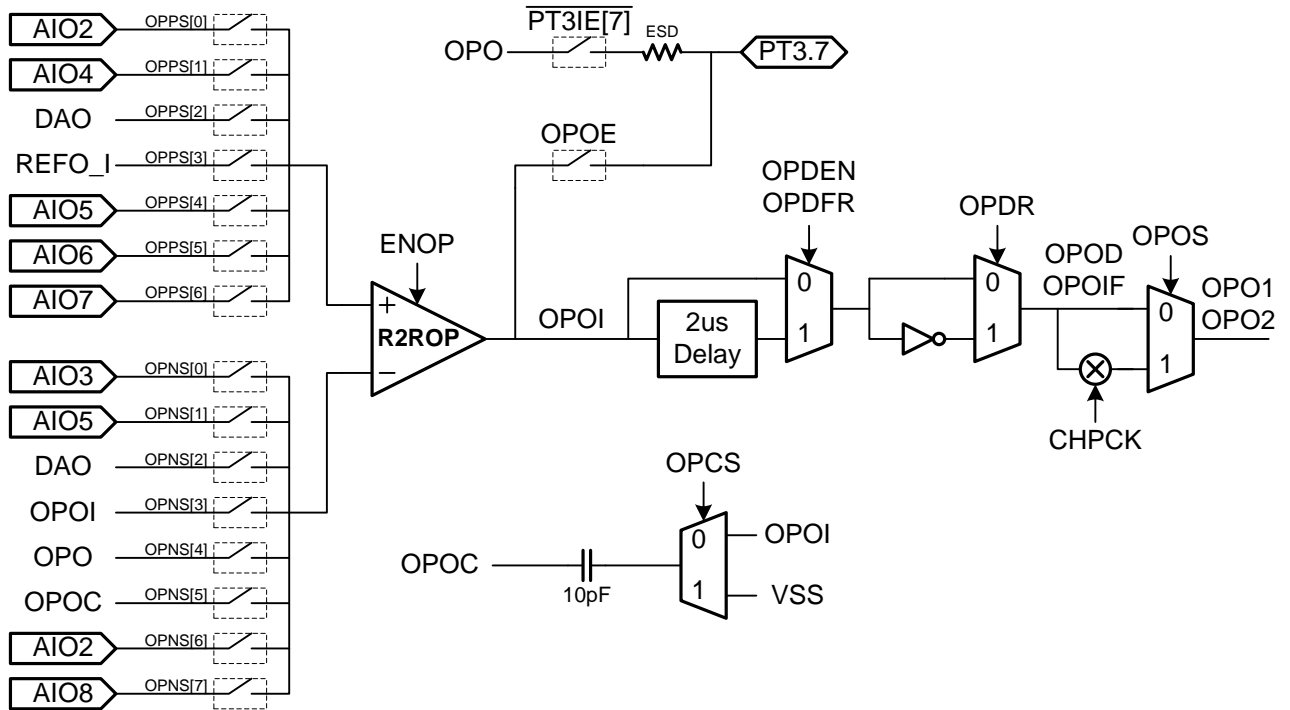 AIO2 OPPS[0]
AIO4 OPPS[1]
DAO OPPS[2]
REFO_I OPPS[3]
AIO5 OPPS[4]
AIO6 OPPS[5]
AIO7 OPPS[6]
AIO3 OPNS[0]
AIO5 OPNS[1]
DAO OPNS[2]
OPOI OPNS[3]
OPO OPNS[4]
OPOC OPNS[5]
AIO2 OPNS[6]
AIO8 OPNS[7]
PT3IE[7]
OPO
ESD
PT3.7
OPOE
ENOP
+
R2ROP
−
OPOI
2us
Delay
OPDEN
OPDFR
0
1
OPDR
0
1
OPOD
OPOIF
CHPCK
OPOS
0
1
OPO1
OPO2
OPCS
OPOC
10pF
0
1
OPOI
VSS